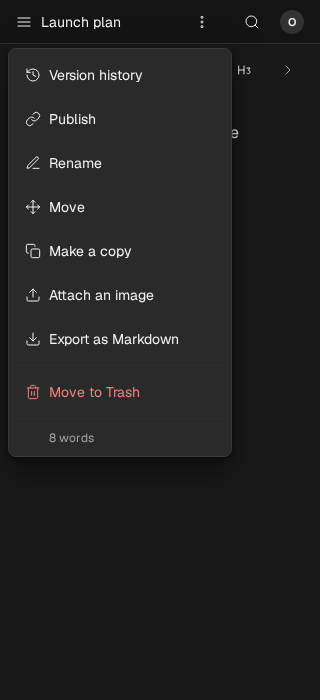 Launch plan
O
H3
Version history
e
Publish
Rename
Move
Make a copy
Attach an image
Export as Markdown
Move to Trash
8 words